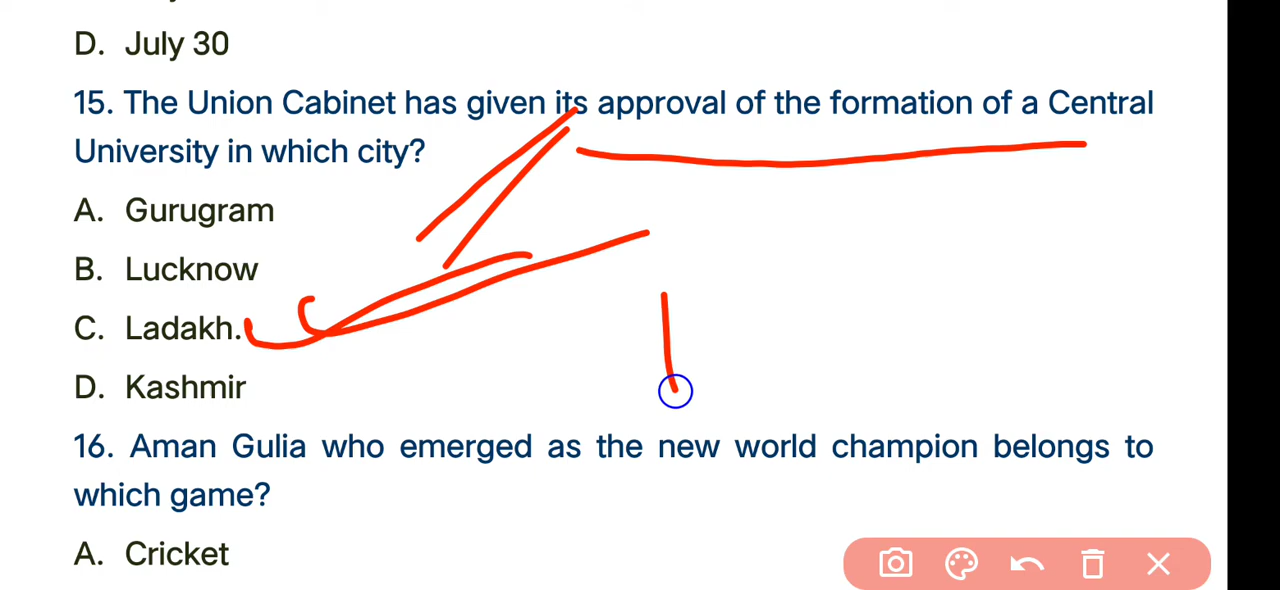 D. July 30
15. The Union Cabinet has given its approval of the formation of a Central
University in which city?
A. Gurugram
B. Lucknow
C. Ladakh.
D. Kashmir
16. Aman Gulia who emerged as the new world champion belongs to
which game?
A. Cricket